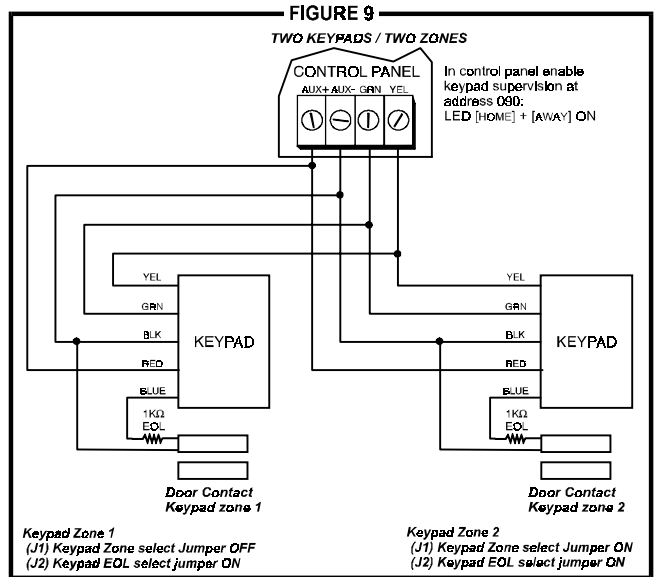 FIGURE 9
TWO KEYPADS / TWO ZONES
CONTROL PANEL
AUX+ AUX- GRN YEL
In control panel enable
keypad supervision at
address 090:
LED [HOME] + [AWAY] ON
YEL
GRN
BLK
RED
BLUE
KEYPAD
1KΩ
EOL
Door Contact
Keypad zone 1
YEL
GRN
BLK
RED
BLUE
KEYPAD
1KΩ
EOL
Door Contact
Keypad zone 2
Keypad Zone 1
(J1) Keypad Zone select Jumper OFF
(J2) Keypad EOL select jumper ON
Keypad Zone 2
(J1) Keypad Zone select Jumper ON
(J2) Keypad EOL select jumper ON